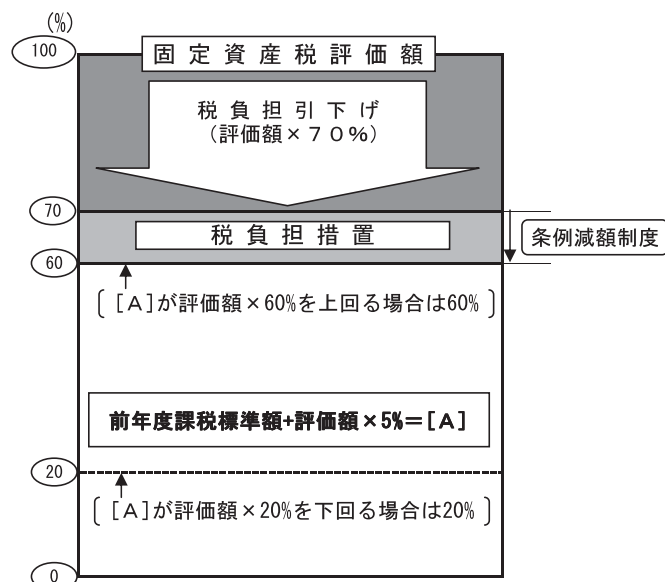 (%)
100
固定資産税評価額
税負担引下げ
(評価額×70%)
70
税負担措置
条例減額制度
60
[A]が評価額×60%を上回る場合は60%
前年度課税標準額+評価額×5%=[A]
20
[A]が評価額×20%を下回る場合は20%
0